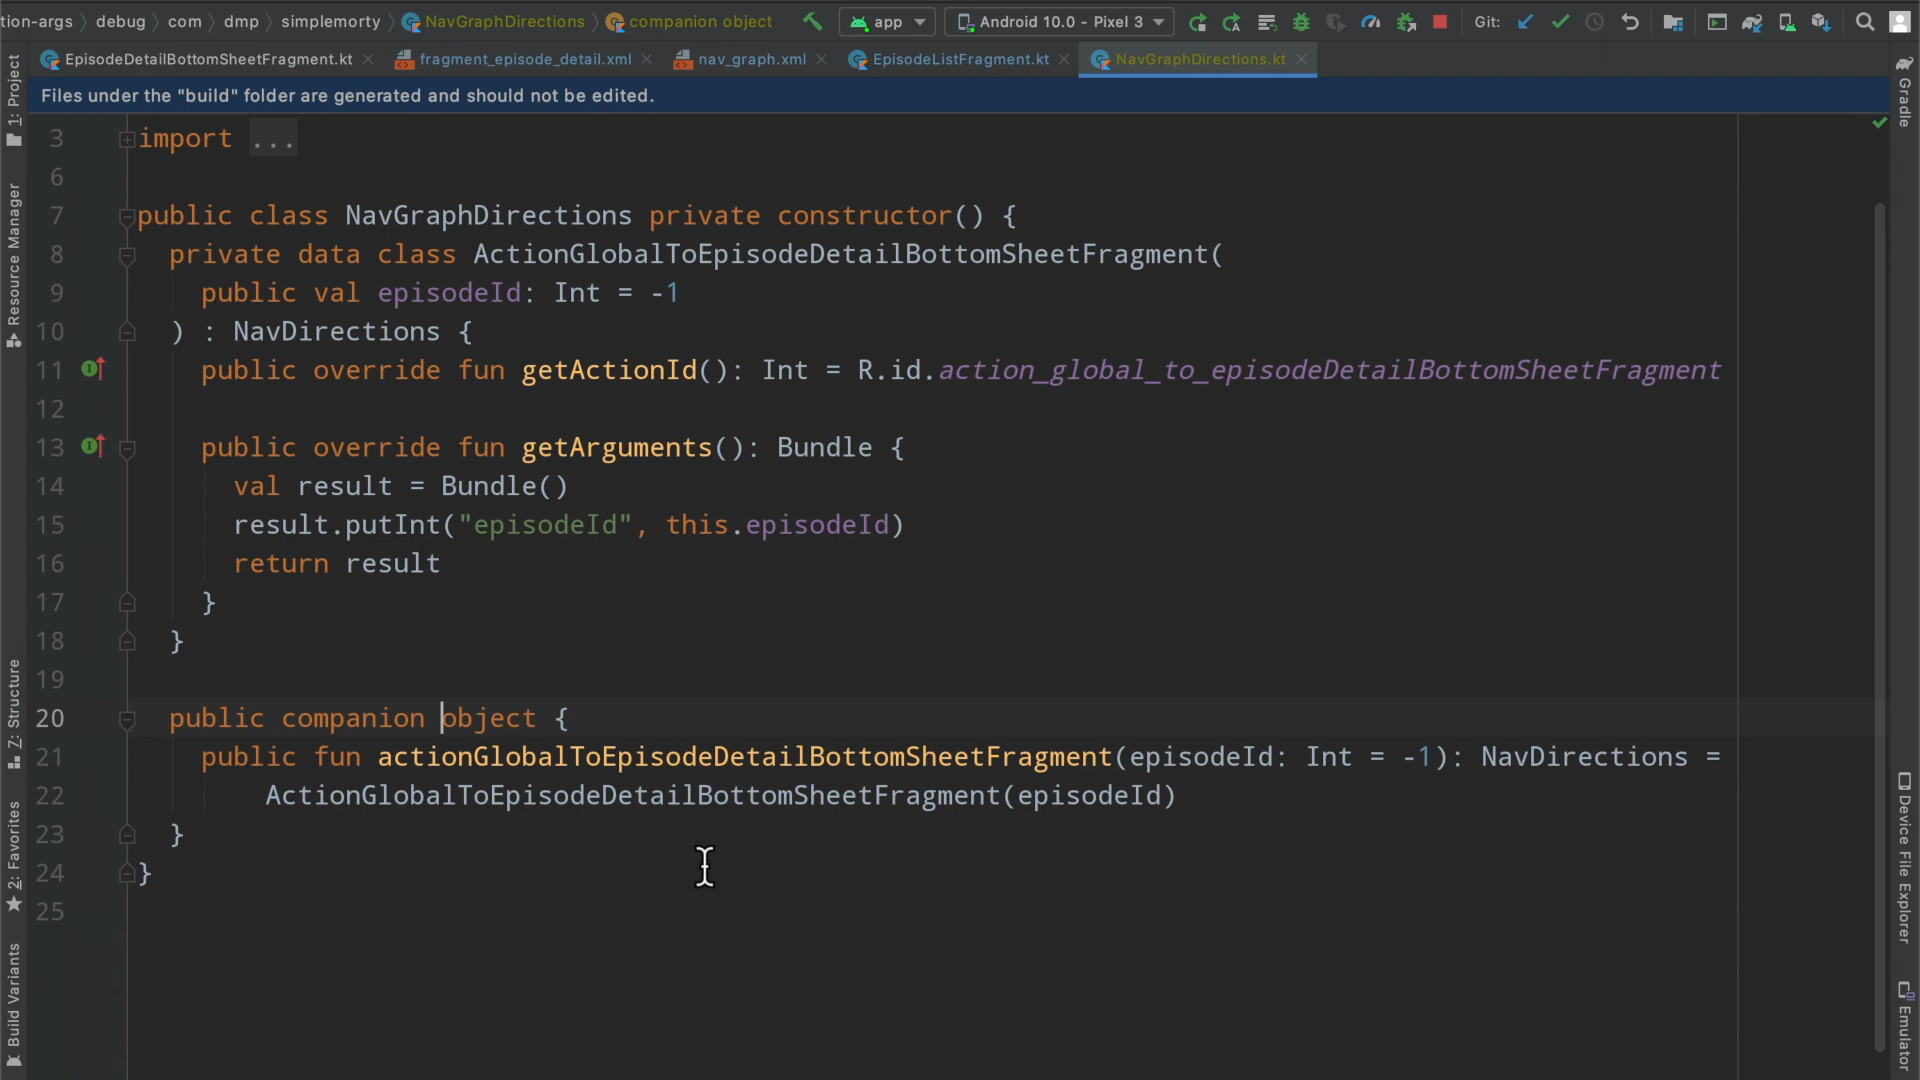 tion-args debug com dmp simplemorty NavGraphDirections companion object app Android 10.0 - Pixel 3 Git:
EpisodeDetailBottomSheetFragment.kt fragment_episode_detail.xml nav_graph.xml EpisodeListFragment.kt NavGraphDirections.kt
Files under the "build" folder are generated and should not be edited.
3 import ...
6
7 public class NavGraphDirections private constructor() {
8 private data class ActionGlobalToEpisodeDetailBottomSheetFragment(
9 public val episodeId: Int = -1
10 ) : NavDirections {
11 public override fun getActionId(): Int = R.id.action_global_to_episodeDetailBottomSheetFragment
12
13 public override fun getArguments(): Bundle {
14 val result = Bundle()
15 result.putInt("episodeId", this.episodeId)
16 return result
17 }
18 }
19
20 public companion object {
21 public fun actionGlobalToEpisodeDetailBottomSheetFragment(episodeId: Int = -1): NavDirections =
22 ActionGlobalToEpisodeDetailBottomSheetFragment(episodeId)
23 }
24 }
25
1: Project
Resource Manager
Z: Structure
2: Favorites
Build Variants
Gradle
Device File Explorer
Emulator